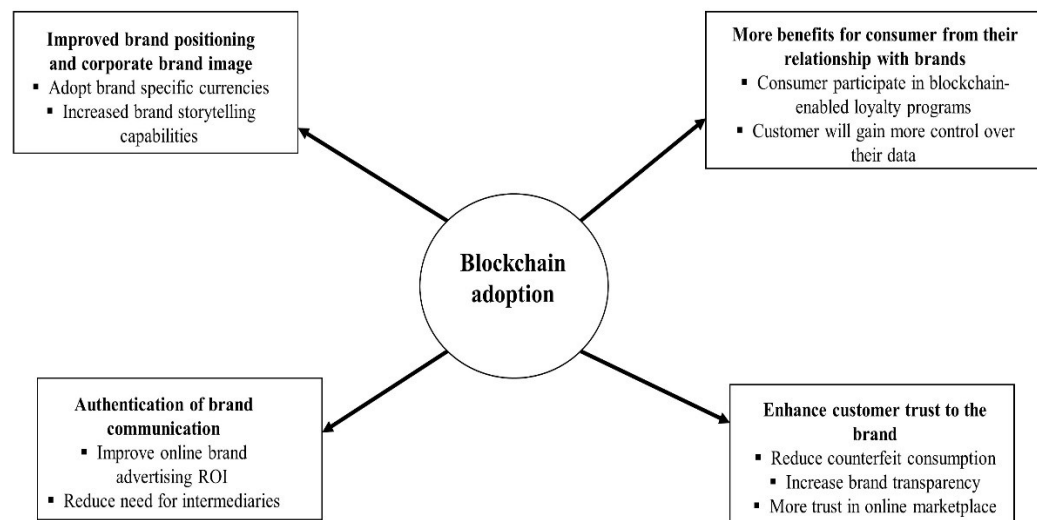 Improved brand positioning
and corporate brand image
▪ Adopt brand specific currencies
▪ Increased brand storytelling
capabilities
More benefits for consumer from their
relationship with brands
▪ Consumer participate in blockchain-
enabled loyalty programs
▪ Customer will gain more control over
their data
Blockchain
adoption
Authentication of brand
communication
▪ Improve online brand
advertising ROI
▪ Reduce need for intermediaries
Enhance customer trust to the
brand
▪ Reduce counterfeit consumption
▪ Increase brand transparency
▪ More trust in online marketplace